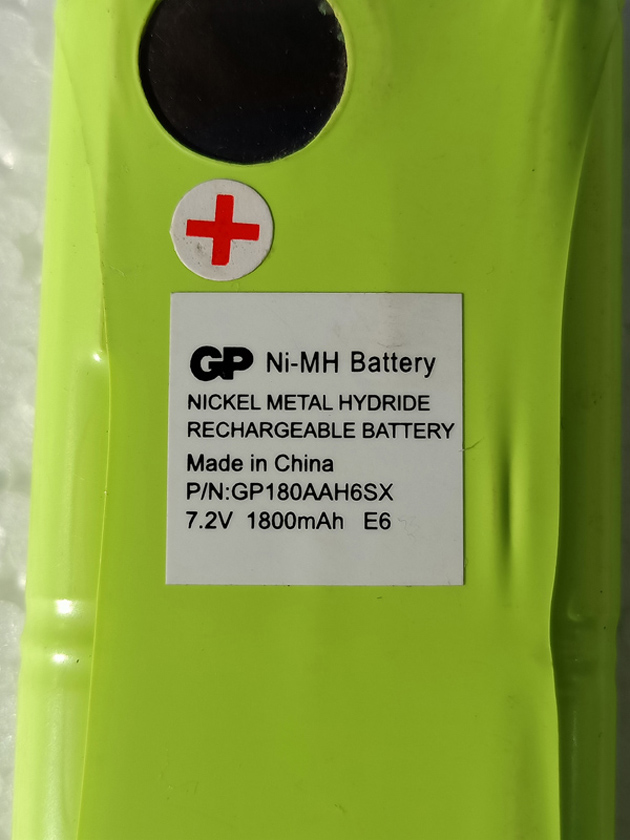 GP Ni-MH Battery
NICKEL METAL HYDRIDE
RECHARGEABLE BATTERY
Made in China
P/N:GP180AAH6SX
7.2V 1800mAh E6